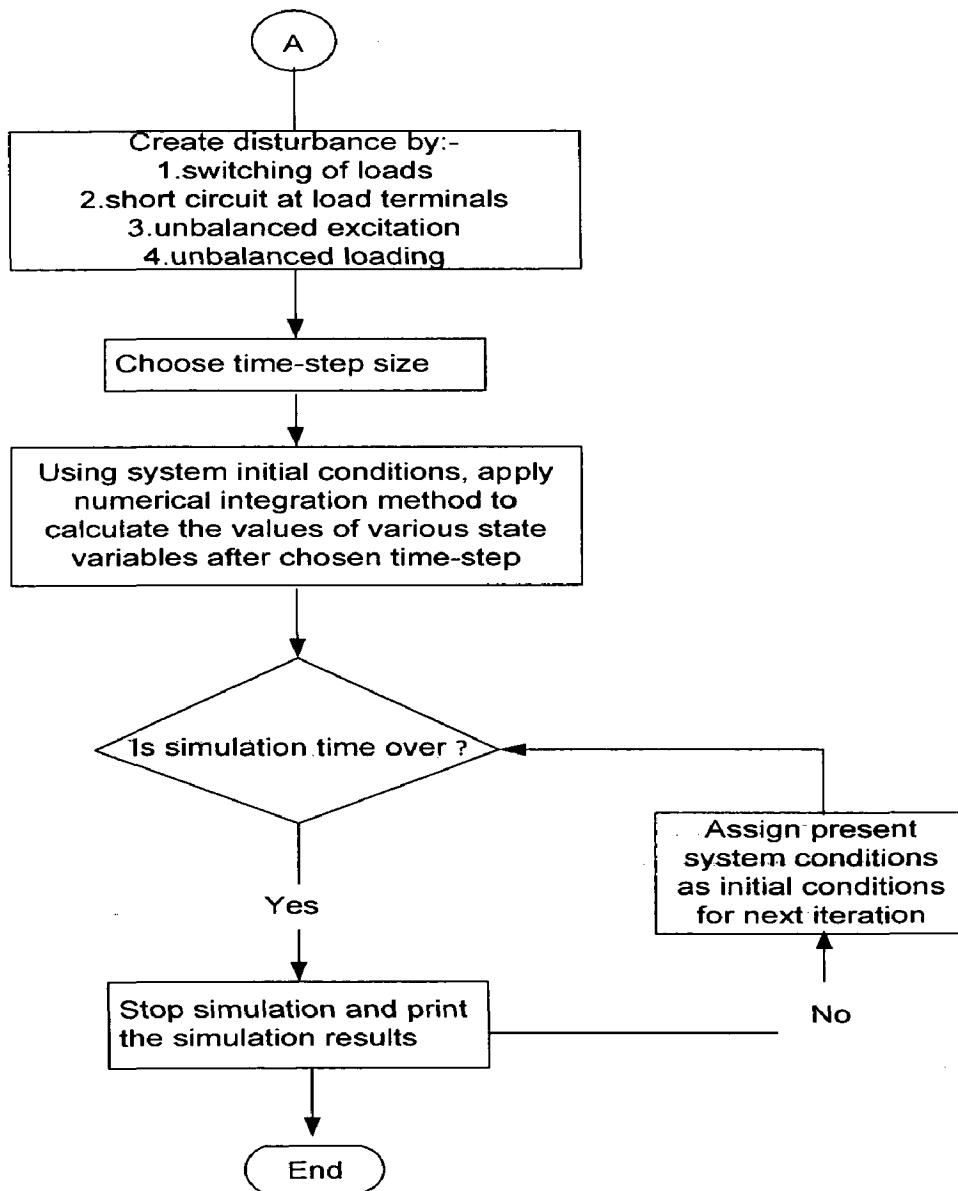 A
Create disturbance by:-
1.switching of loads
2.short circuit at load terminals
3.unbalanced excitation
4.unbalanced loading
Choose time-step size
Using system initial conditions, apply
numerical integration method to
calculate the values of various state
variables after chosen time-step
Is simulation time over ?
Assign present
system conditions
as initial conditions
for next iteration
Yes
No
Stop simulation and print
the simulation results
End